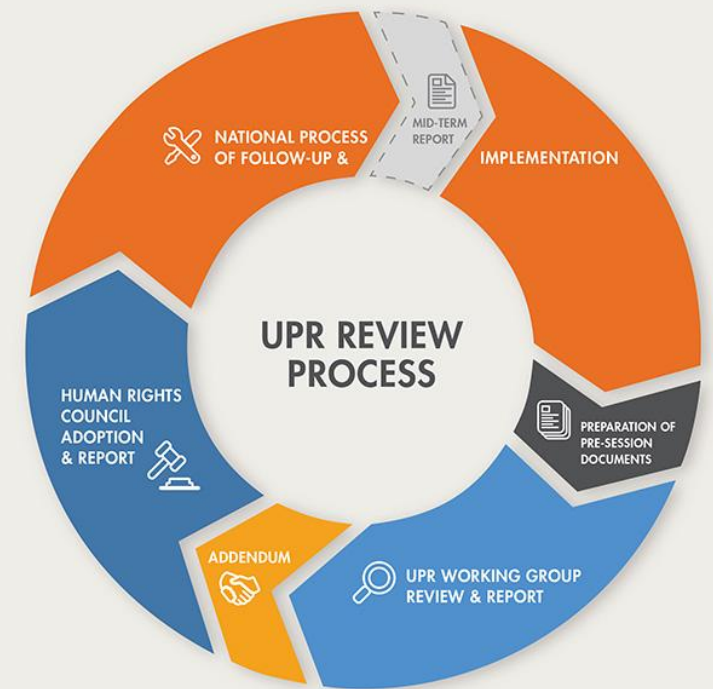 UPR REVIEW
PROCESS
NATIONAL PROCESS
OF FOLLOW-UP &
MID-TERM
REPORT
IMPLEMENTATION
PREPARATION OF
PRE-SESSION
DOCUMENTS
UPR WORKING GROUP
REVIEW & REPORT
ADDENDUM
HUMAN RIGHTS
COUNCIL
ADOPTION
& REPORT